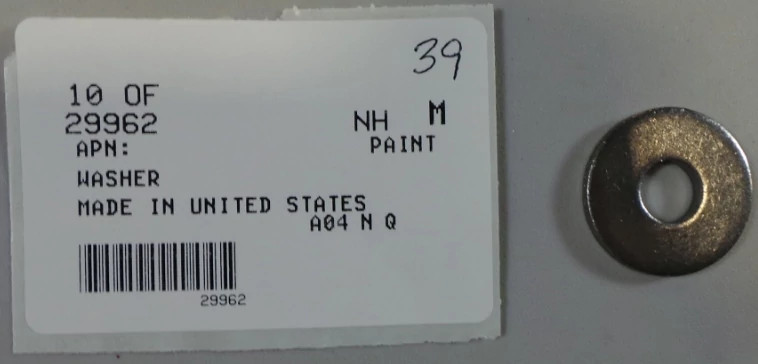 39
10 OF
29962 NH M
APN: PAINT
WASHER
MADE IN UNITED STATES
A04 N Q
29962